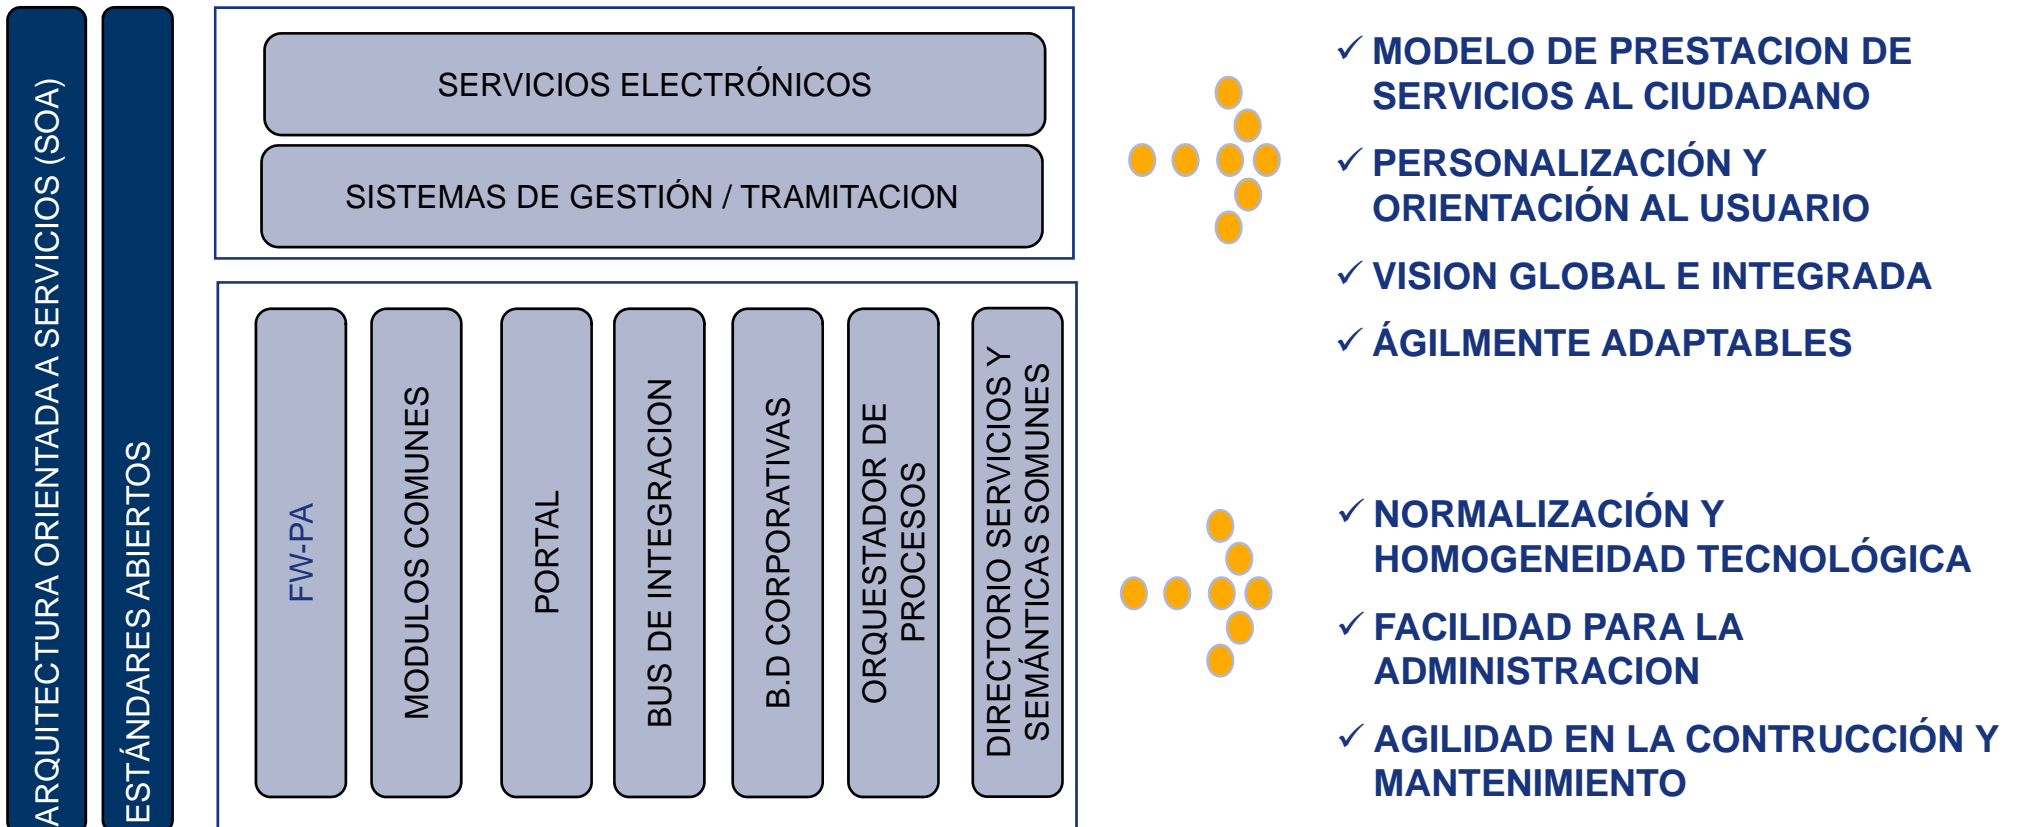 ARQUITECTURA ORIENTADA A SERVICIOS (SOA)
ESTÁNDARES ABIERTOS
SERVICIOS ELECTRÓNICOS
SISTEMAS DE GESTIÓN / TRAMITACION
FW-PA
MODULOS COMUNES
PORTAL
BUS DE INTEGRACION
B.D CORPORATIVAS
ORQUESTADOR DE
PROCESOS
DIRECTORIO SERVICIOS Y
SEMÁNTICAS SOMUNES
✓ MODELO DE PRESTACION DE
SERVICIOS AL CIUDADANO
✓ PERSONALIZACIÓN Y
ORIENTACIÓN AL USUARIO
✓ VISION GLOBAL E INTEGRADA
✓ ÁGILMENTE ADAPTABLES
✓ NORMALIZACIÓN Y
HOMOGENEIDAD TECNOLÓGICA
✓ FACILIDAD PARA LA
ADMINISTRACION
✓ AGILIDAD EN LA CONTRUCCIÓN Y
MANTENIMIENTO